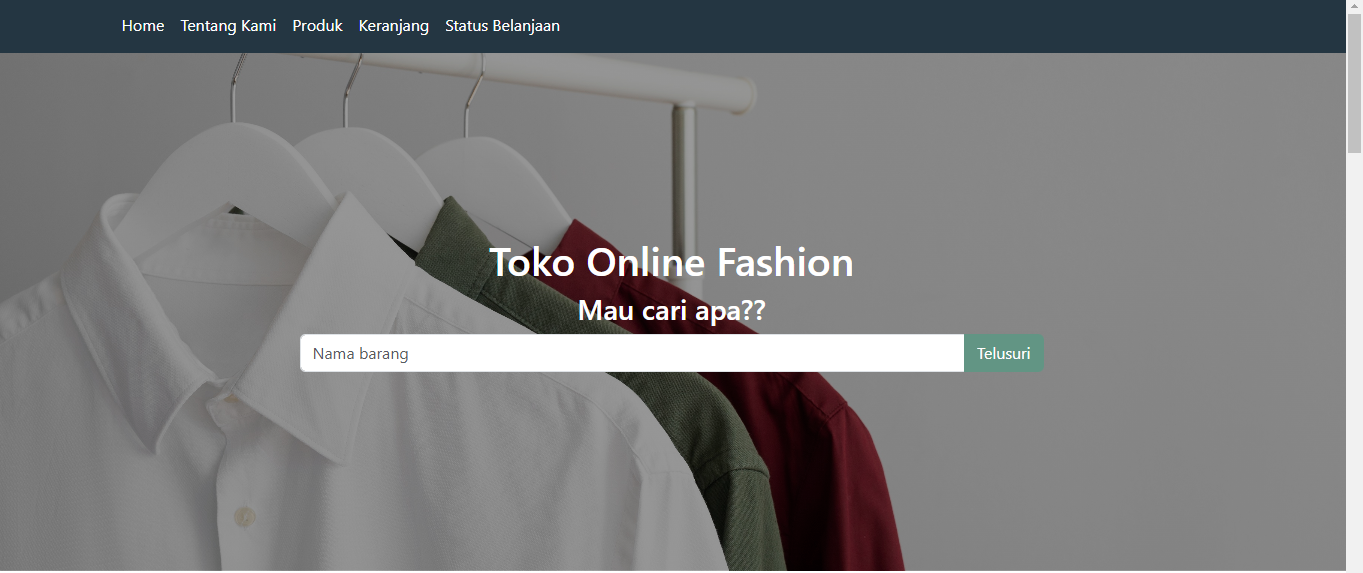 Home Tentang Kami Produk Keranjang Status Belanjaan
Toko Online Fashion
Mau cari apa??
Nama barang Telusuri